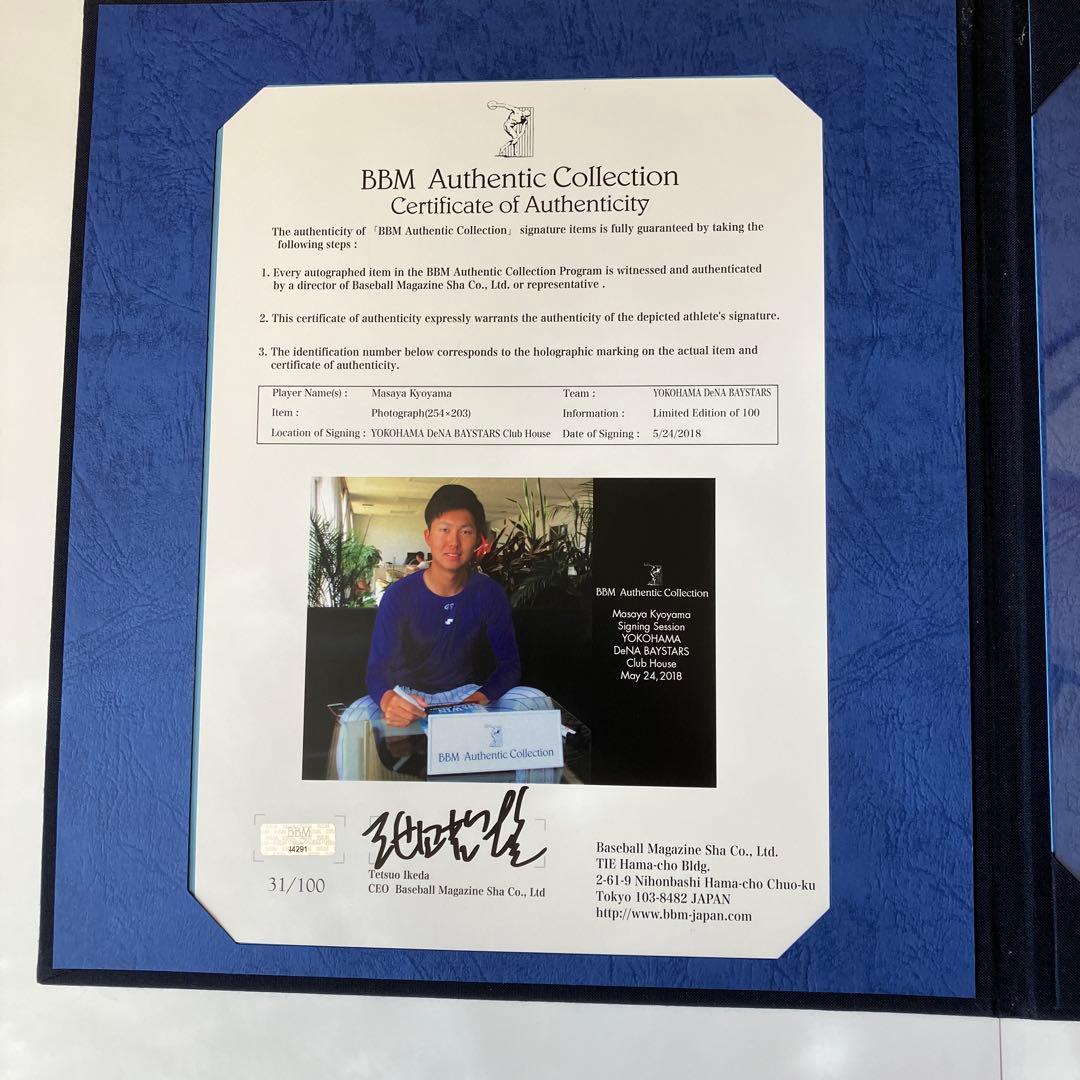 BBM Authentic Collection
Certificate of Authenticity
The authenticity of 「BBM Authentic Collection」 signature items is fully guaranteed by taking the
following steps :
1. Every autographed item in the BBM Authentic Collection Program is witnessed and authenticated
by a director of Baseball Magazine Sha Co., Ltd. or representative .
2. This certificate of authenticity expressly warrants the authenticity of the depicted athlete's signature.
3. The identification number below corresponds to the holographic marking on the actual item and
certificate of authenticity.
Player Name(s) : Masaya Kyoyama Team : YOKOHAMA DeNA BAYSTARS
Item : Photograph(254×203) Information : Limited Edition of 100
Location of Signing : YOKOHAMA DeNA BAYSTARS Club House Date of Signing : 5/24/2018
BBM Authentic Collection
Masaya Kyoyama
Signing Session
YOKOHAMA
DeNA BAYSTARS
Club House
May 24,2018
BBM Authentic Collection
BBM
14291
31/100
Tetsuo Ikeda
CEO Baseball Magazine Sha Co., Ltd
Baseball Magazine Sha Co., Ltd.
TIE Hama-cho Bldg.
2-61-9 Nihonbashi Hama-cho Chuo-ku
Tokyo 103-8482 JAPAN
http://www.bbm-japan.com